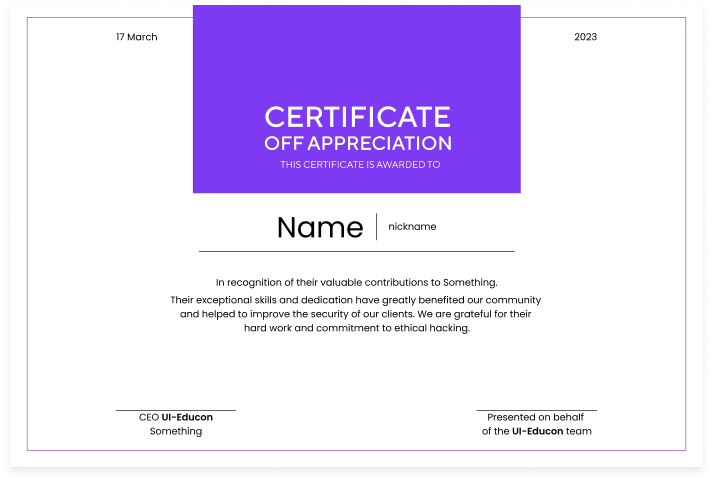 17 March
2023
CERTIFICATE
OFF APPRECIATION
THIS CERTIFICATE IS AWARDED TO
Name
nickname
In recognition of their valuable contributions to Something.
Their exceptional skills and dedication have greatly benefited our community
and helped to improve the security of our clients. We are grateful for their
hard work and commitment to ethical hacking.
CEO UI-Educon
Something
Presented on behalf
of the UI-Educon team